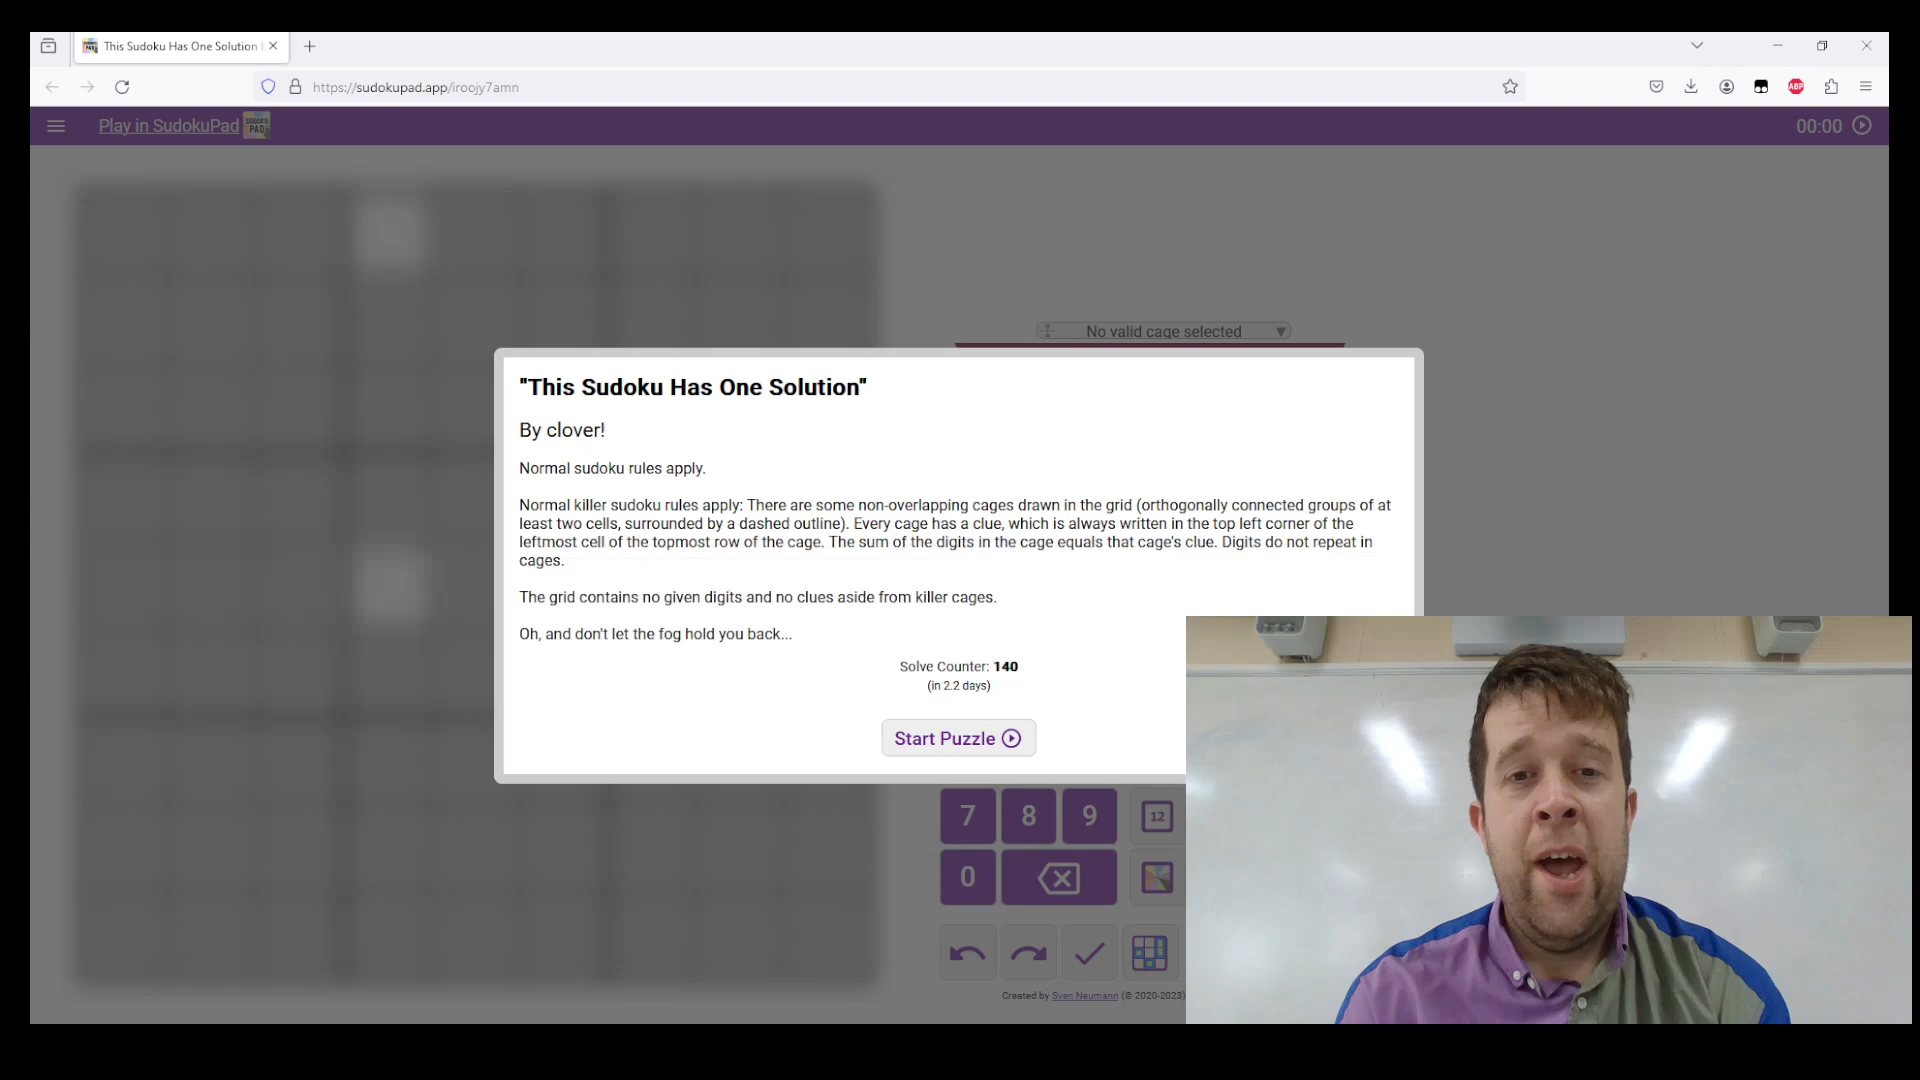 This Sudoku Has One Solution
https://sudokupad.app/iroojy7amn
ABP
Play in SudokuPad
SUDOKU PAD
00:00
No valid cage selected
"This Sudoku Has One Solution"
By clover!
Normal sudoku rules apply.
Normal killer sudoku rules apply: There are some non-overlapping cages drawn in the grid (orthogonally connected groups of at
least two cells, surrounded by a dashed outline). Every cage has a clue, which is always written in the top left corner of the
leftmost cell of the topmost row of the cage. The sum of the digits in the cage equals that cage's clue. Digits do not repeat in
cages.
The grid contains no given digits and no clues aside from killer cages.
Oh, and don't let the fog hold you back...
Solve Counter: 140
(in 2.2 days)
Start Puzzle
7 8 9 12
0
Created by Sven Neumann (© 2020-2023)